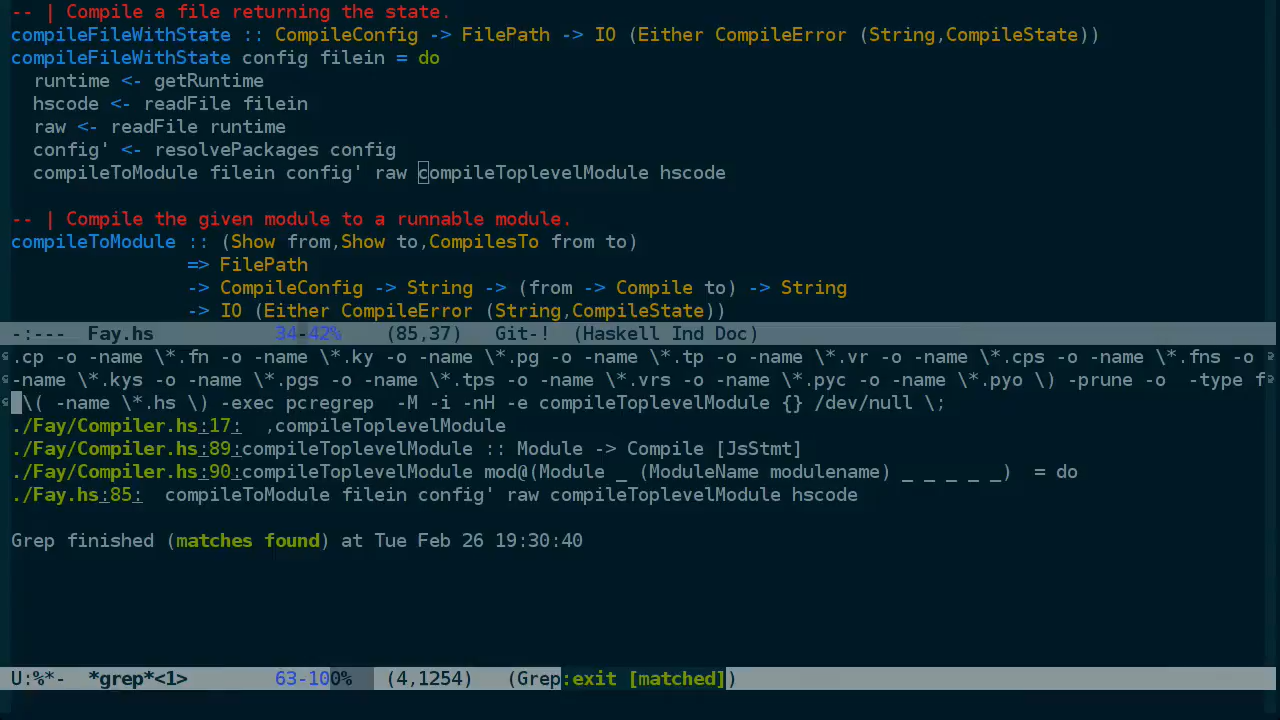 -- | Compile a file returning the state.
compileFileWithState :: CompileConfig -> FilePath -> IO (Either CompileError (String,CompileState))
compileFileWithState config filein = do
  runtime <- getRuntime
  hscode <- readFile filein
  raw <- readFile runtime
  config' <- resolvePackages config
  compileToModule filein config' raw compileToplevelModule hscode

-- | Compile the given module to a runnable module.
compileToModule :: (Show from,Show to,CompilesTo from to)
                => FilePath
                -> CompileConfig -> String -> (from -> Compile to) -> String
                -> IO (Either CompileError (String,CompileState))
-:---  Fay.hs           34-42%    (85,37)   Git-!  (Haskell Ind Doc)
.cp -o -name \*.fn -o -name \*.ky -o -name \*.pg -o -name \*.tp -o -name \*.vr -o -name \*.cps -o -name \*.fns -o
-name \*.kys -o -name \*.pgs -o -name \*.tps -o -name \*.vrs -o -name \*.pyc -o -name \*.pyo \) -prune -o  -type f
 \( -name \*.hs \) -exec pcregrep  -M -i -nH -e compileToplevelModule {} /dev/null \;
./Fay/Compiler.hs:17:  ,compileToplevelModule
./Fay/Compiler.hs:89:compileToplevelModule :: Module -> Compile [JsStmt]
./Fay/Compiler.hs:90:compileToplevelModule mod@(Module _ (ModuleName modulename) _ _ _ _ _)  = do
./Fay.hs:85:  compileToModule filein config' raw compileToplevelModule hscode

Grep finished (matches found) at Tue Feb 26 19:30:40
U:%*-  *grep*<1>        63-100%   (4,1254)   (Grep:exit [matched])